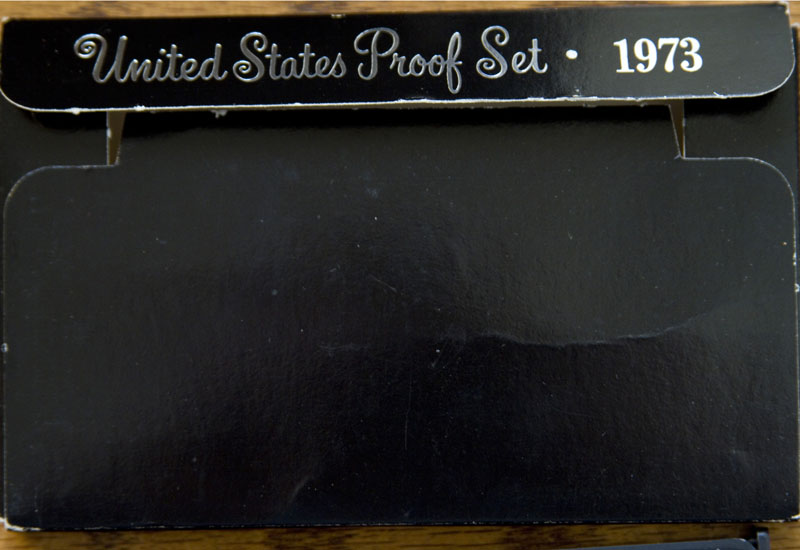 United States Proof Set • 1973